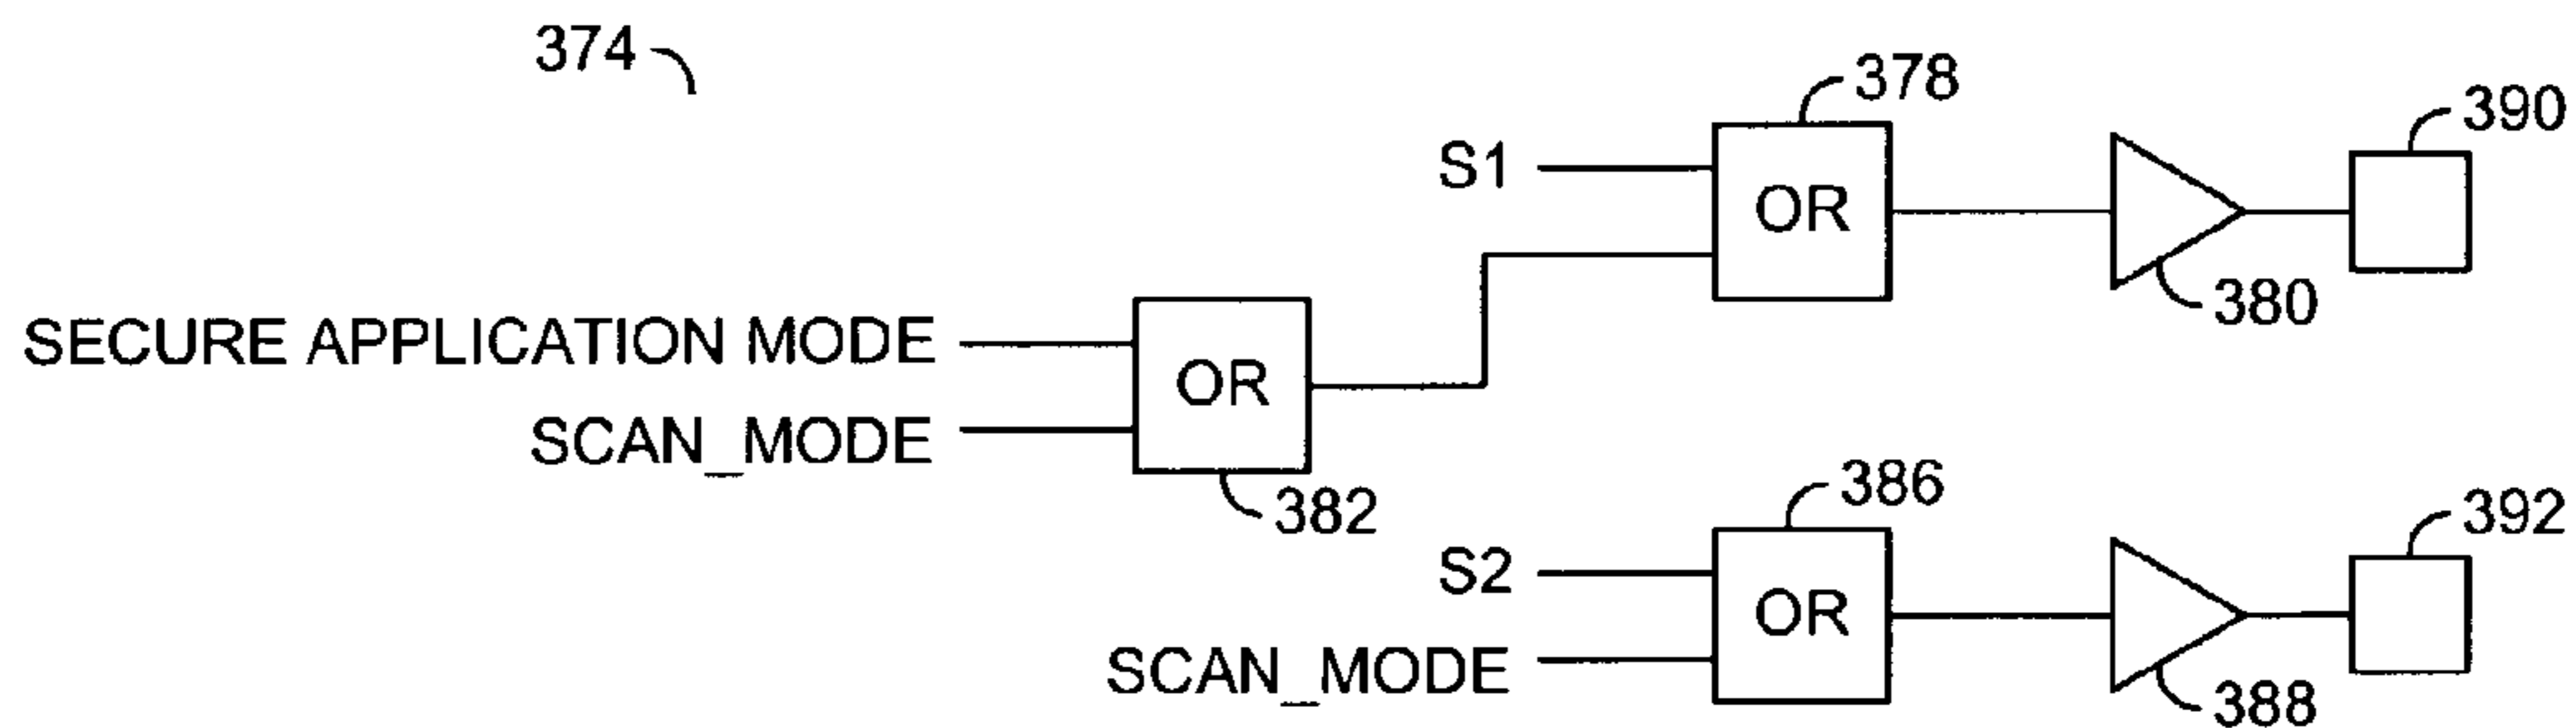 374
378
390
S1
OR
380
SECURE APPLICATION MODE
OR
SCAN_MODE
382
386
392
S2
OR
SCAN_MODE
388